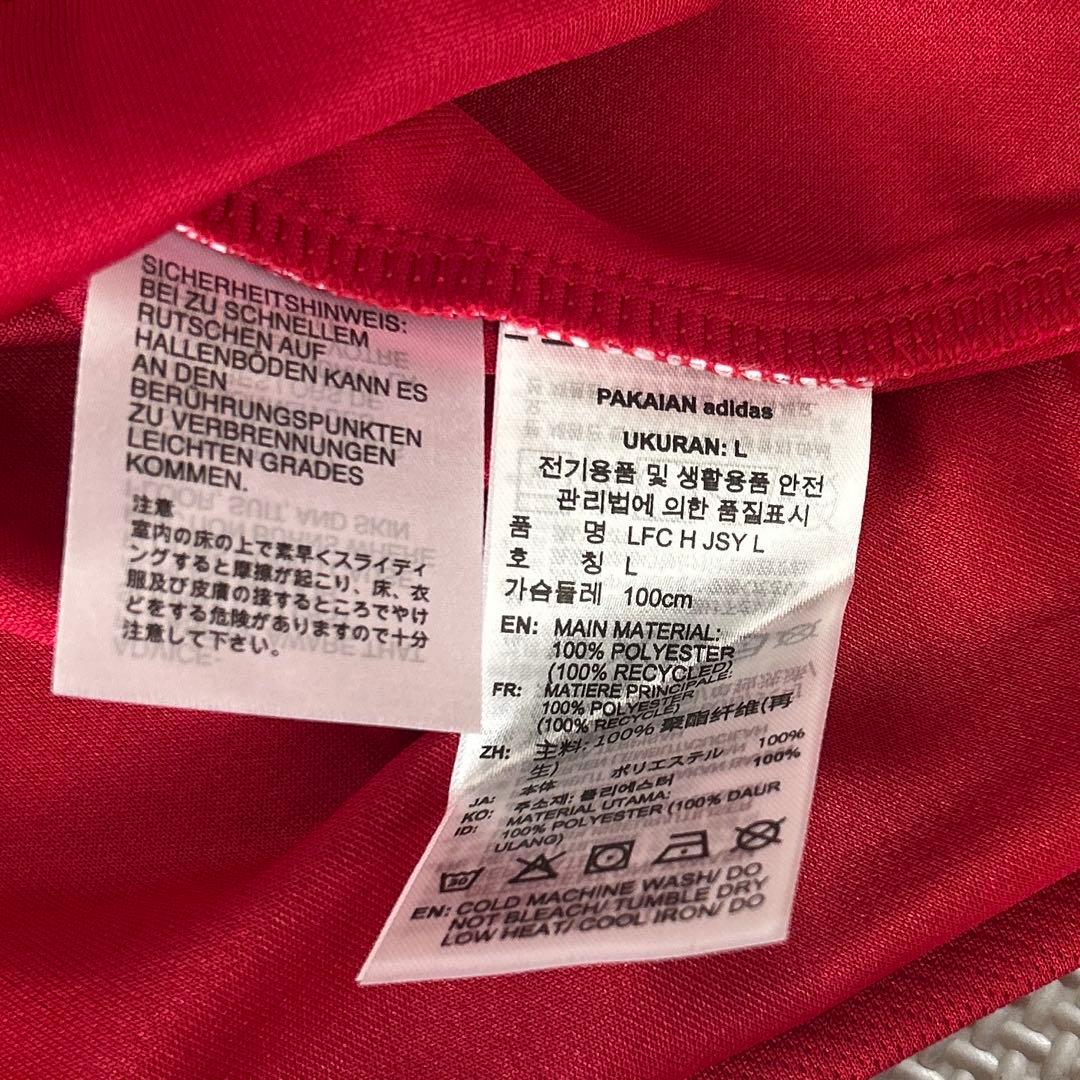 SICHERHEITSHINWEIS:
BEI ZU SCHNELLEM
RUTSCHEN AUF
HALLENBÖDEN KANN ES
AN DEN
BERÜHRUNGSPUNKTEN
ZU VERBRENNUNGEN
LEICHTEN GRADES
KOMMEN.
注意
室内の床の上で素早くスライディ
ングすると摩擦が起こり、床、衣
服及び皮膚の接するところでやけ
どをする危険がありますので十分
注意して下さい。
PAKAIAN adidas
UKURAN: L
전기용품 및 생활용품 안전
관리법에 의한 품질표시
품 명 LFC H JSY L
호 칭 L
가슴둘레 100cm
EN: MAIN MATERIAL:
100% POLYESTER
(100% RECYCLED)
FR: MATIERE PRINCIPALE:
100% POLYESTER
(100% RECYCLE)
ZH: 主料: 100% 聚酯纤维(再
生)
JA: 本体 ポリエステル 100%
KO: 주소재: 폴리에스터 100%
ID: MATERIAL UTAMA:
100% POLYESTER (100% DAUR
ULANG)
30
EN: COLD MACHINE WASH/ DO
NOT BLEACH/ TUMBLE DRY
LOW HEAT/ COOL IRON/ DO